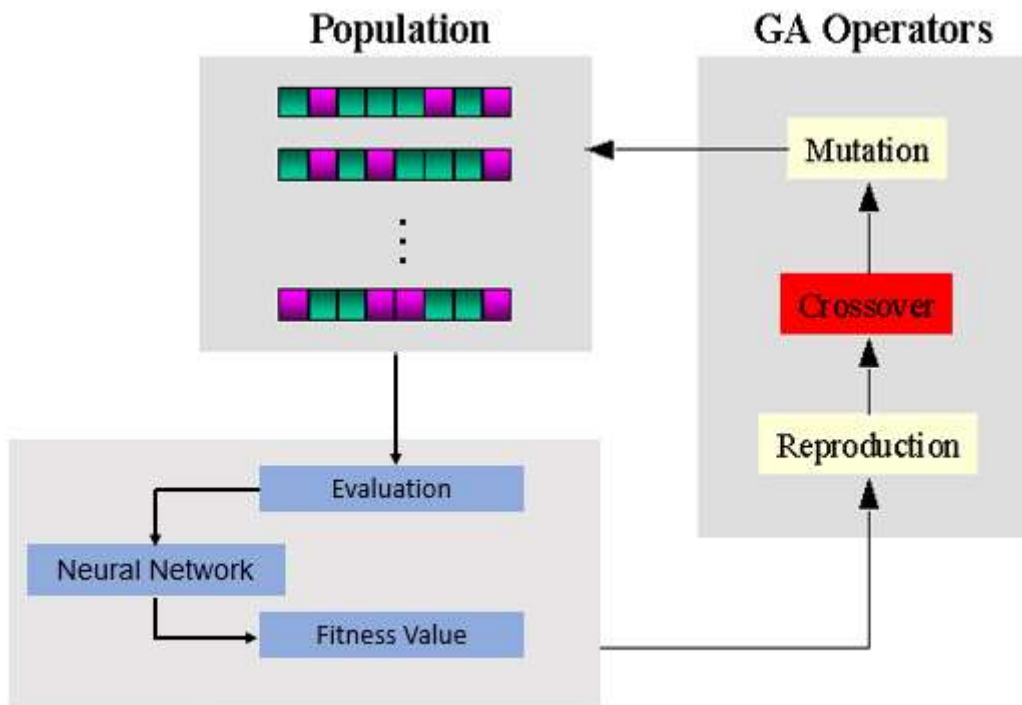 Population
GA Operators
Mutation
Crossover
Reproduction
Evaluation
Neural Network
Fitness Value